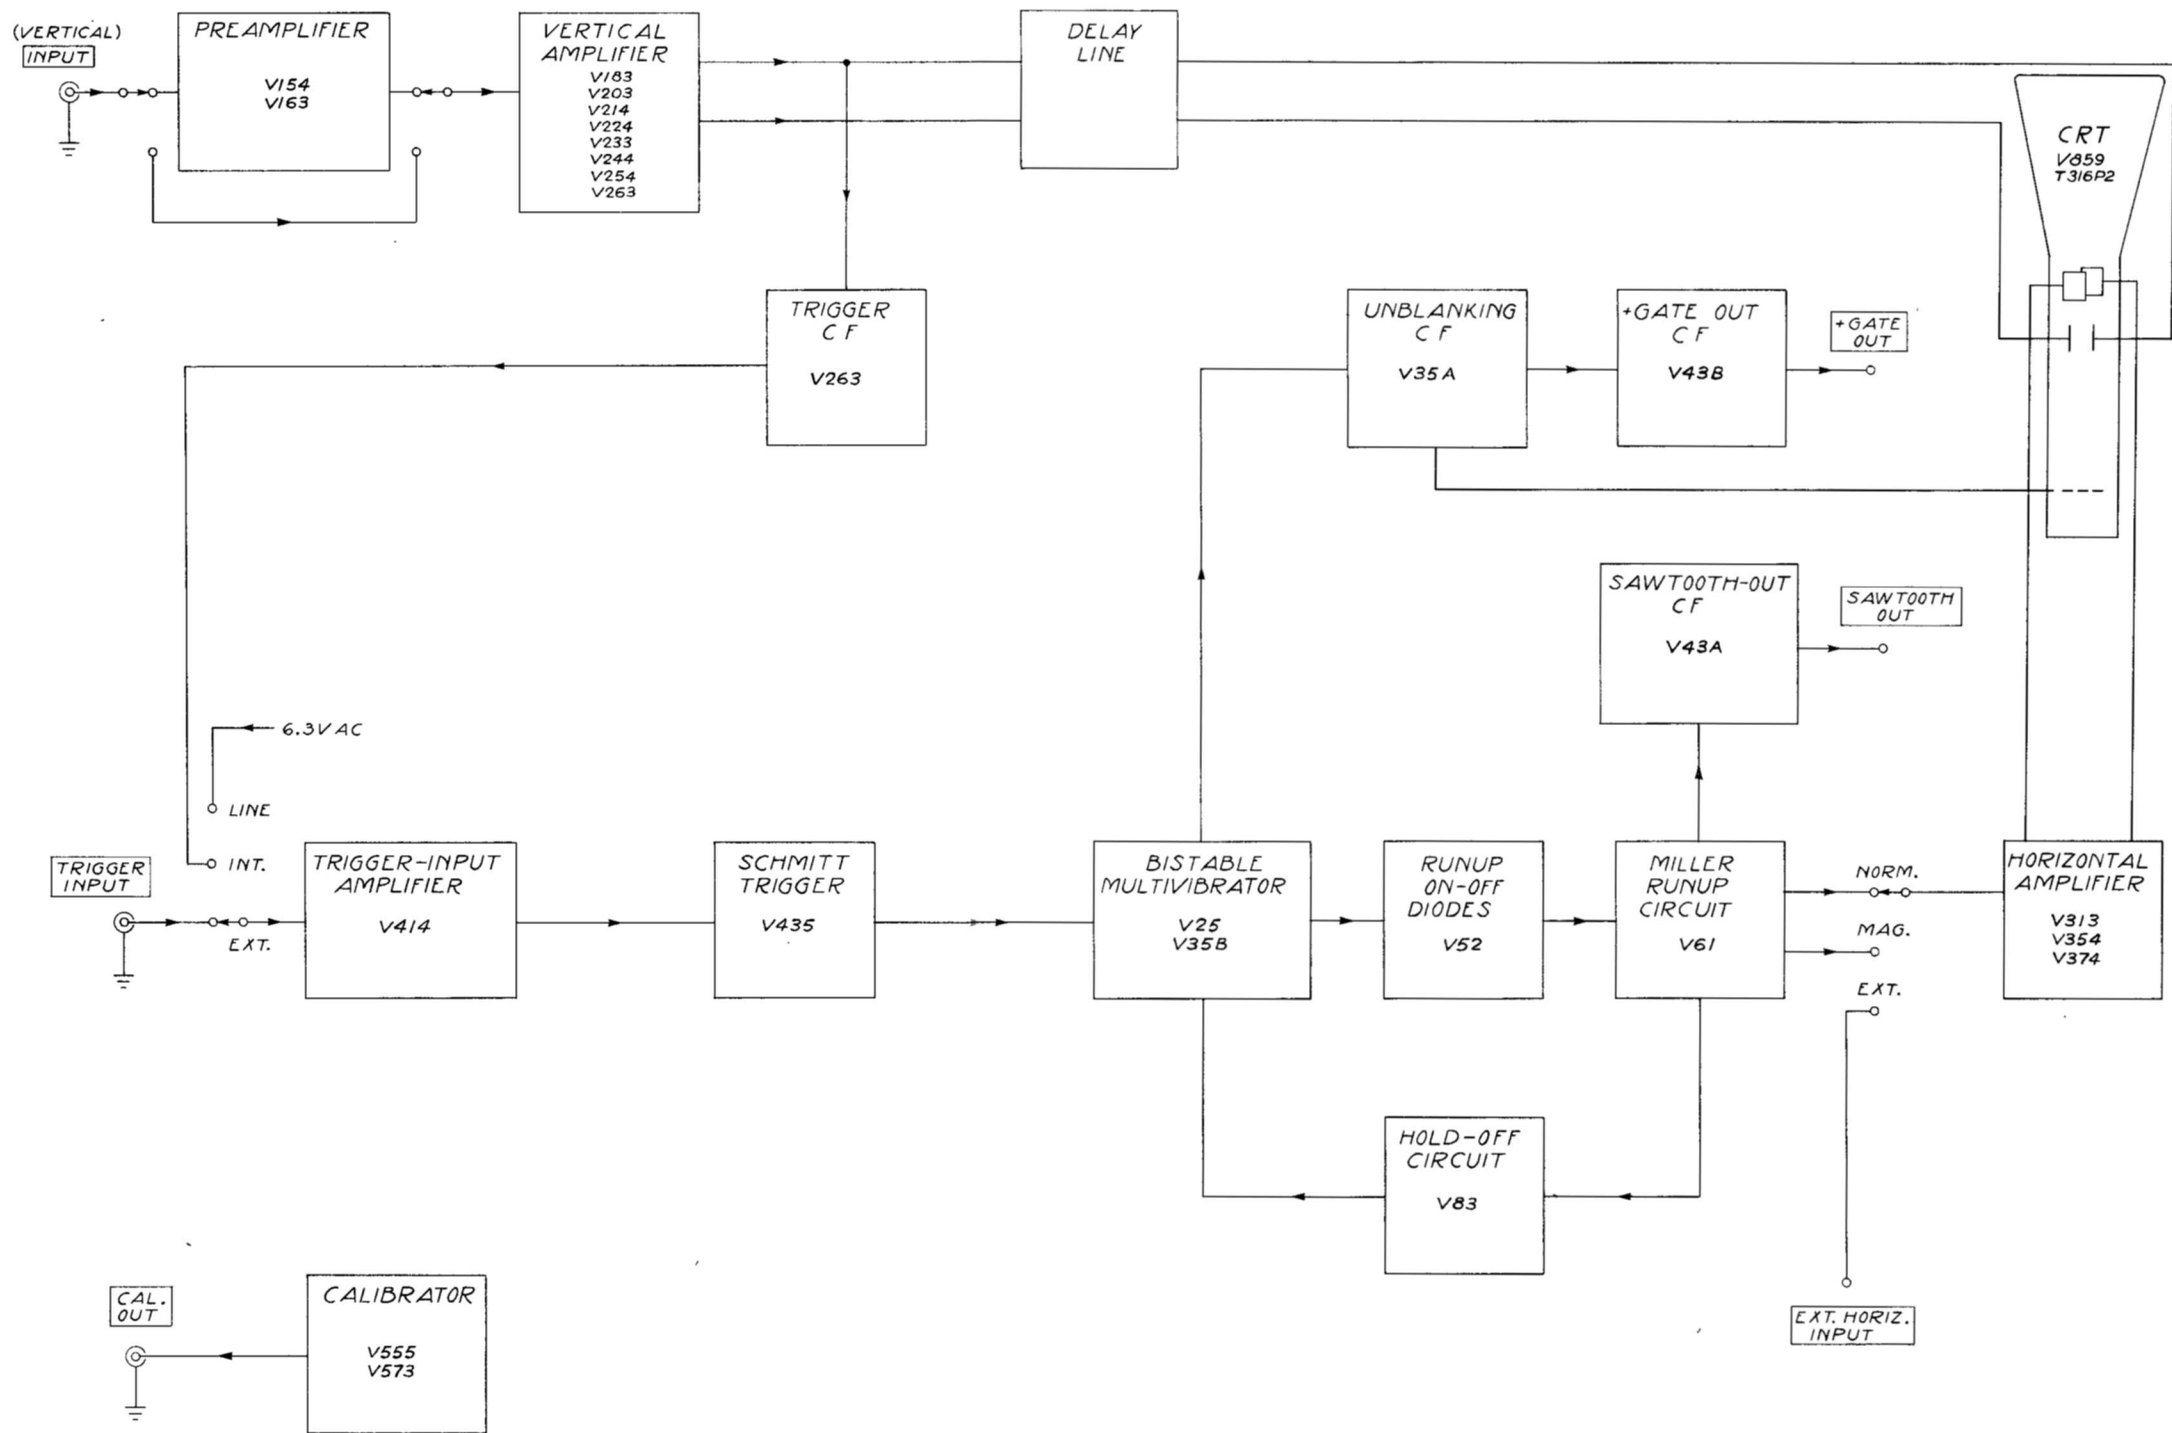 (VERTICAL)
INPUT
PREAMPLIFIER
V154
V163
VERTICAL
AMPLIFIER
V183
V203
V214
V224
V233
V244
V254
V263
DELAY
LINE
CRT
V859
T316P2
TRIGGER
CF
V263
UNBLANKING
CF
V35A
+GATE OUT
CF
V43B
+GATE
OUT
SAWTOOTH-OUT
CF
V43A
SAWTOOTH
OUT
6.3V AC
LINE
INT.
EXT.
TRIGGER
INPUT
TRIGGER-INPUT
AMPLIFIER
V414
SCHMITT
TRIGGER
V435
BISTABLE
MULTIVIBRATOR
V25
V35B
RUNUP
ON-OFF
DIODES
V52
MILLER
RUNUP
CIRCUIT
V61
NORM.
MAG.
EXT.
HORIZONTAL
AMPLIFIER
V313
V354
V374
HOLD-OFF
CIRCUIT
V83
EXT. HORIZ.
INPUT
CAL.
OUT
CALIBRATOR
V555
V573